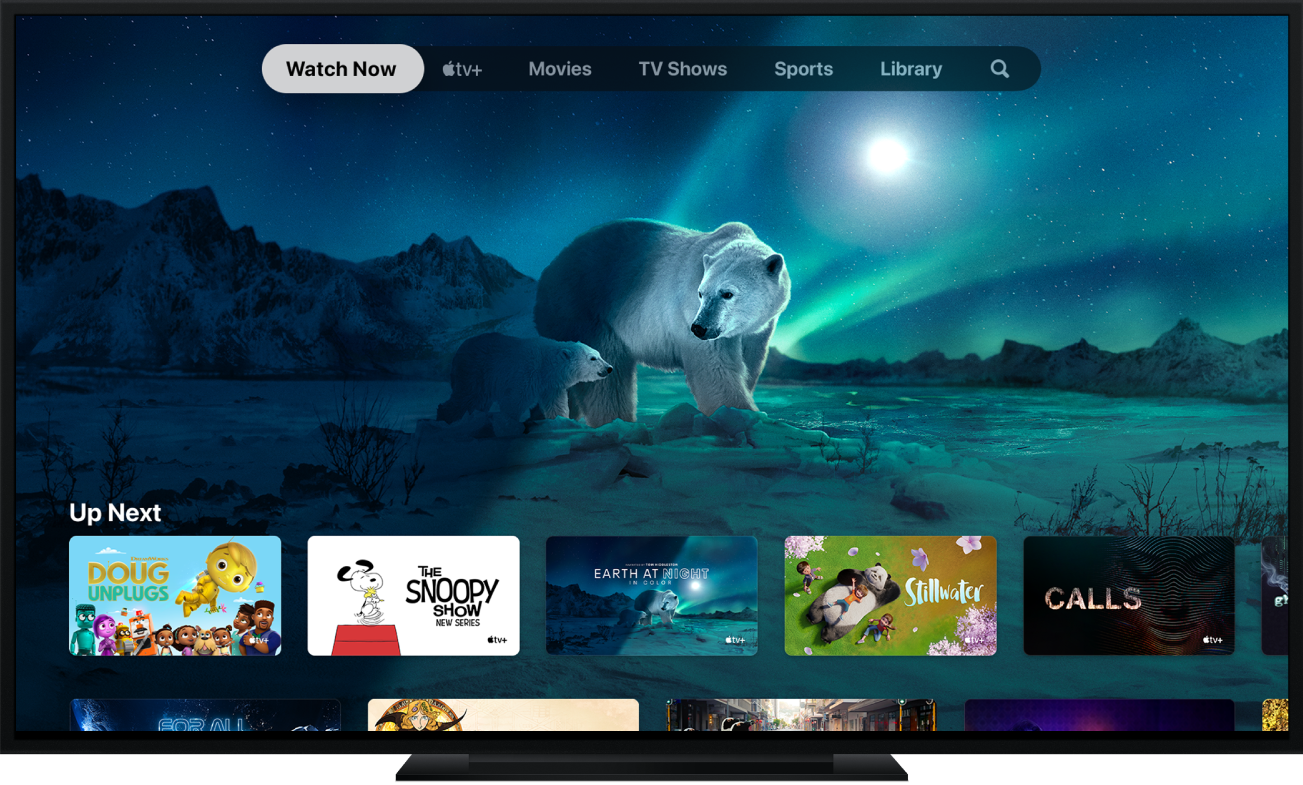 Watch Now
tv+
Movies
TV Shows
Sports
Library
Up Next
DOUG
UNPLUGS
tv+
THE
SNOOPY
SHOW
NEW SERIES
tv+
EARTH AT NIGHT
IN COLOR
tv+
Stillwater
tv+
CALLS
tv+
FOR ALL